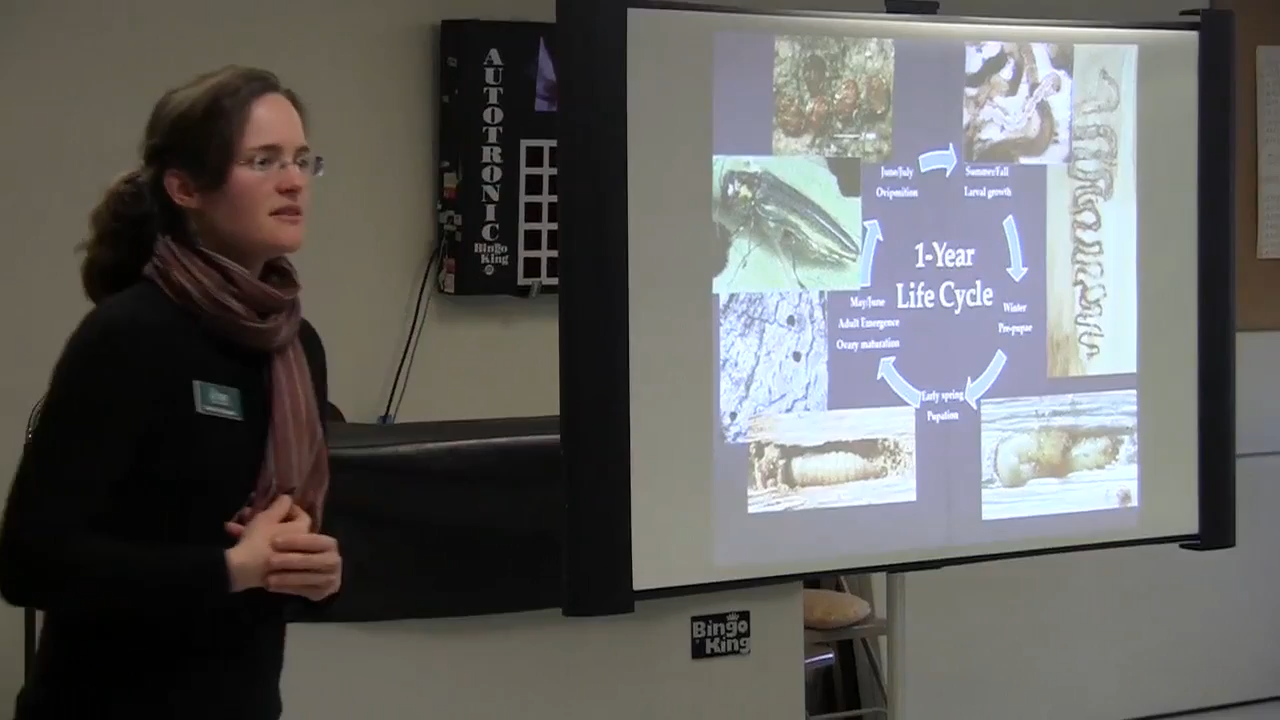 AUTOTRONIC
Bingo
King
June/July
Oviposition
Summer/Fall
Larval growth
1-Year
Life Cycle
May/June
Adult Emergence
Ovary maturation
Winter
Pre-pupae
Early spring
Pupation
Bingo
King